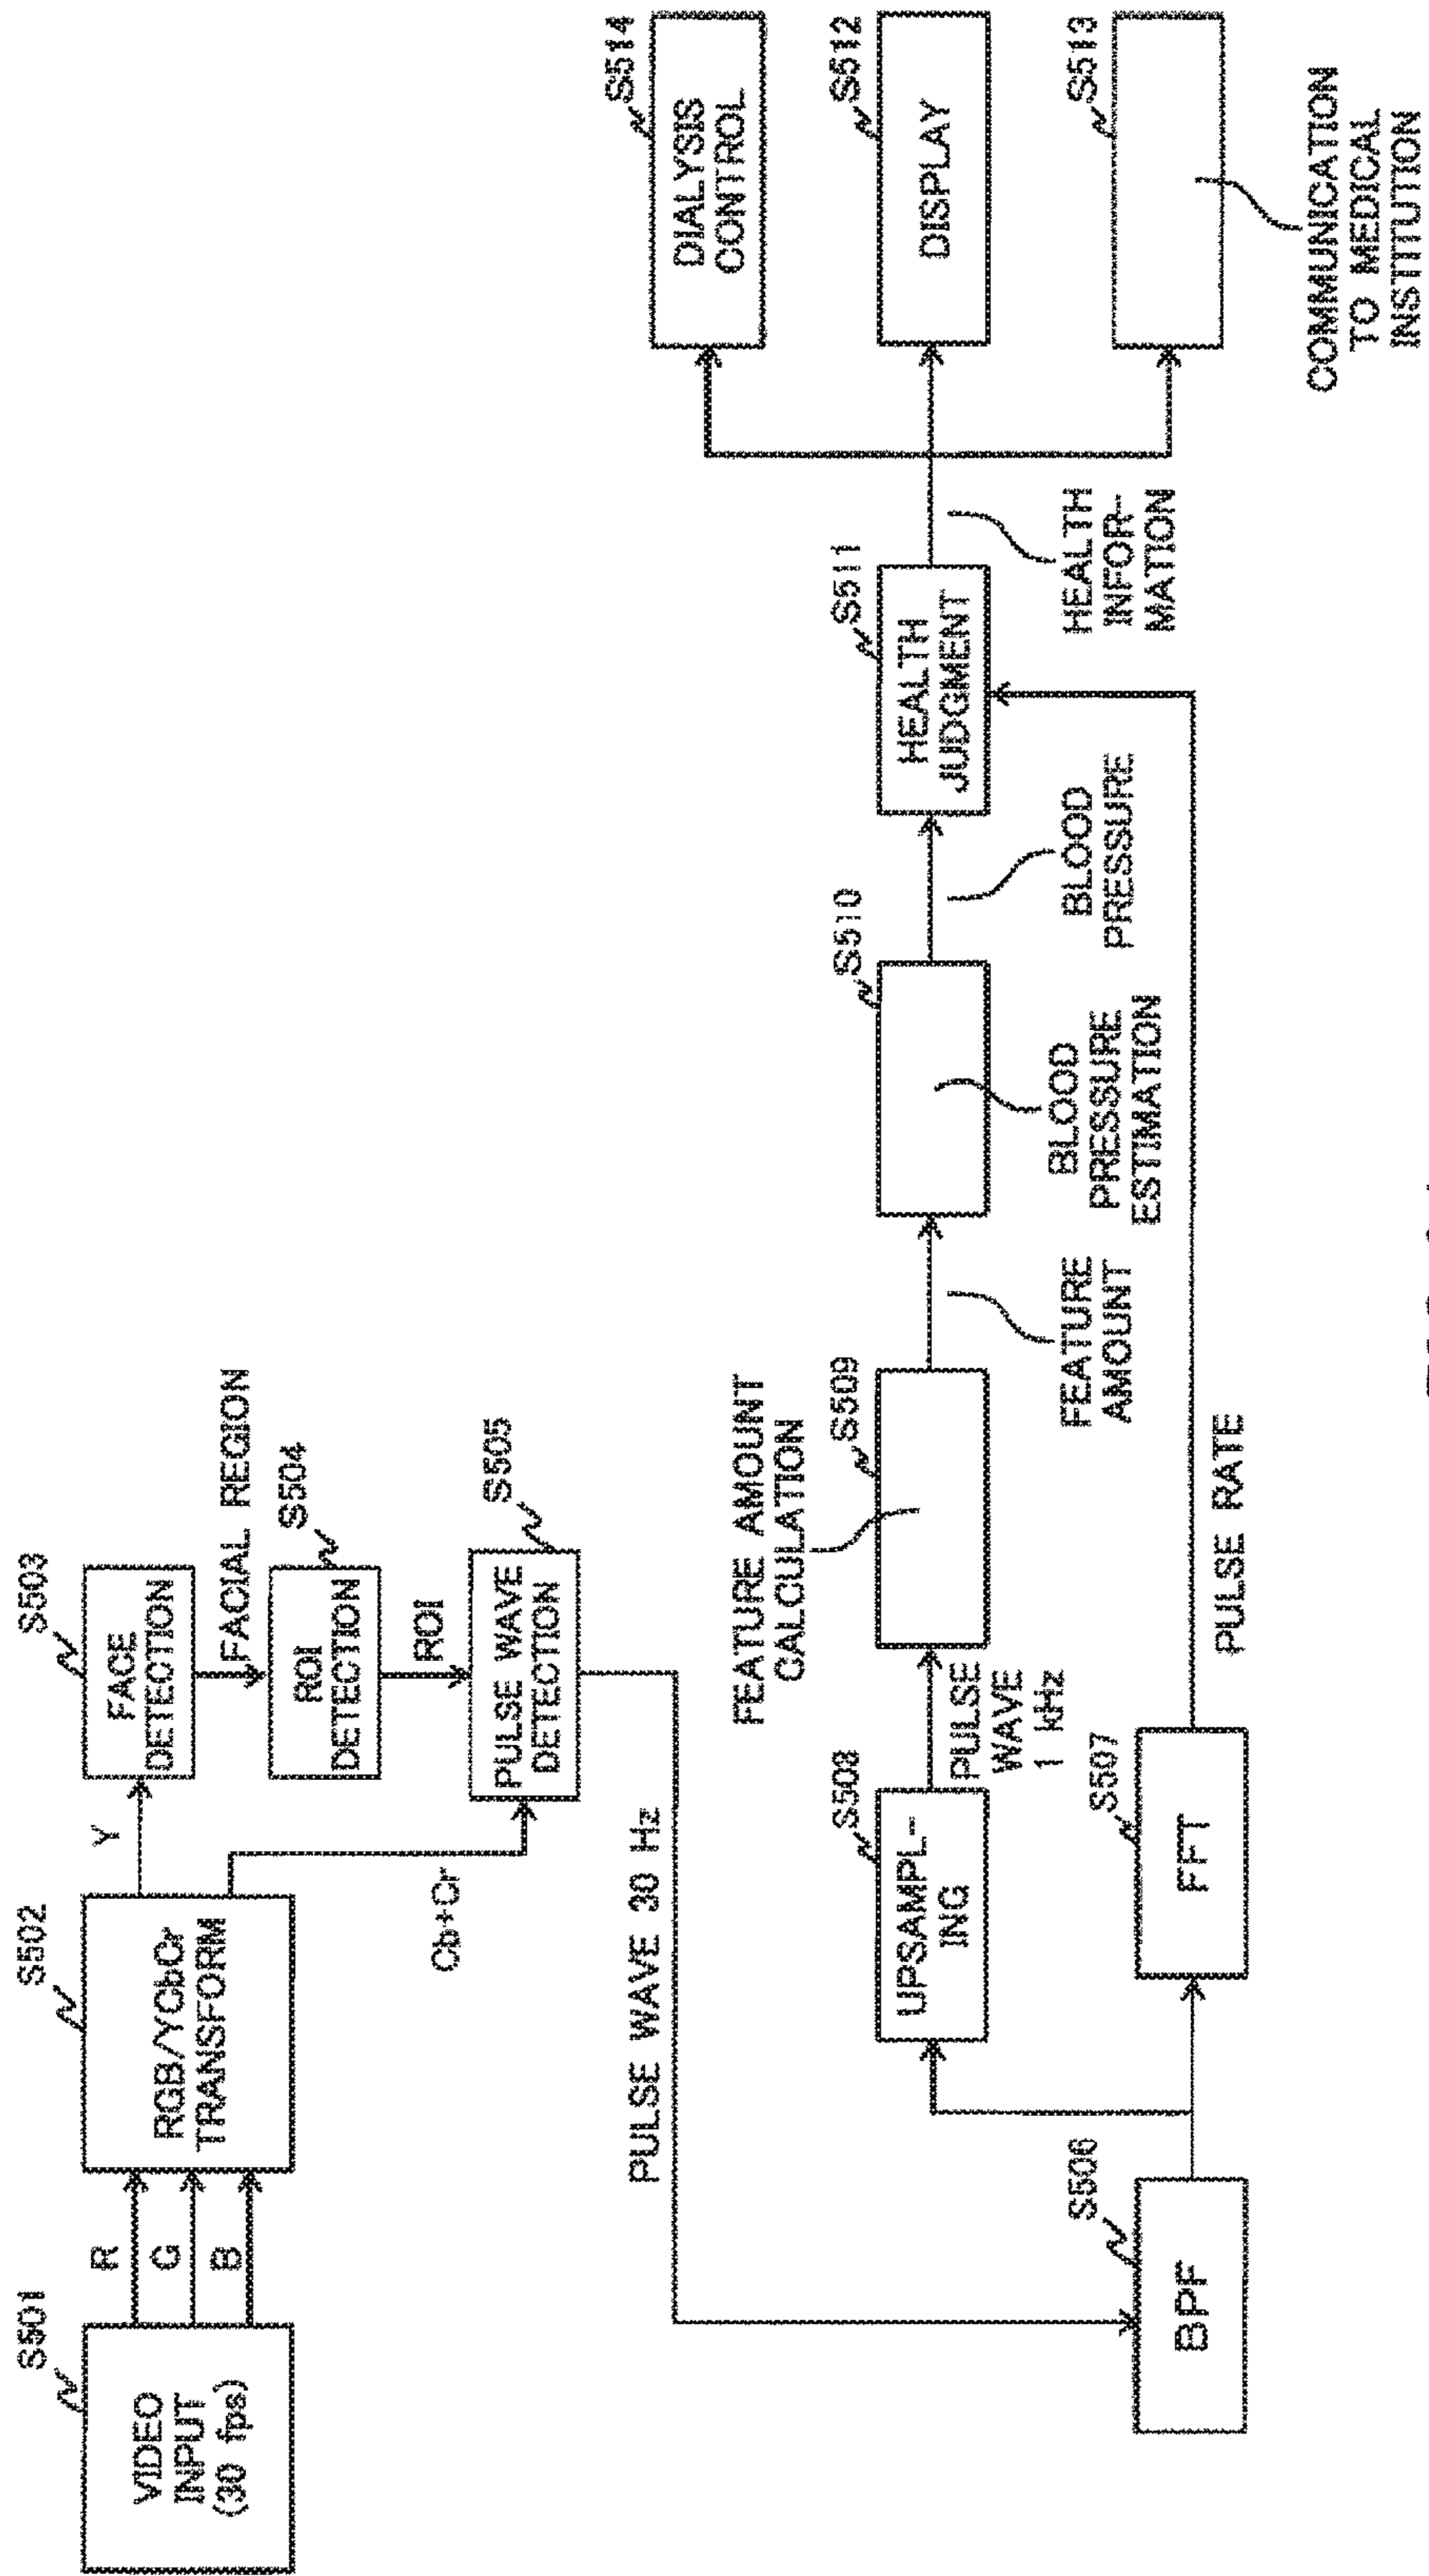 S501
VIDEO
INPUT
(30 fps)
R
G
B
S502
RGB/YCbCr
TRANSFORM
Y
Cb+Cr
S503
FACE
DETECTION
FACIAL REGION
S504
ROI
DETECTION
ROI
S505
PULSE WAVE
DETECTION
PULSE WAVE 30 Hz
S506
BPF
S507
FFT
PULSE RATE
S508
UPSAMPL-
ING
PULSE
WAVE
1 kHz
FEATURE AMOUNT
CALCULATION
S509
FEATURE
AMOUNT
S510
BLOOD
PRESSURE
ESTIMATION
BLOOD
PRESSURE
S511
HEALTH
JUDGMENT
HEALTH
INFOR-
MATION
S514
DIALYSIS
CONTROL
S512
DISPLAY
S513
COMMUNICATION
TO MEDICAL
INSTITUTION